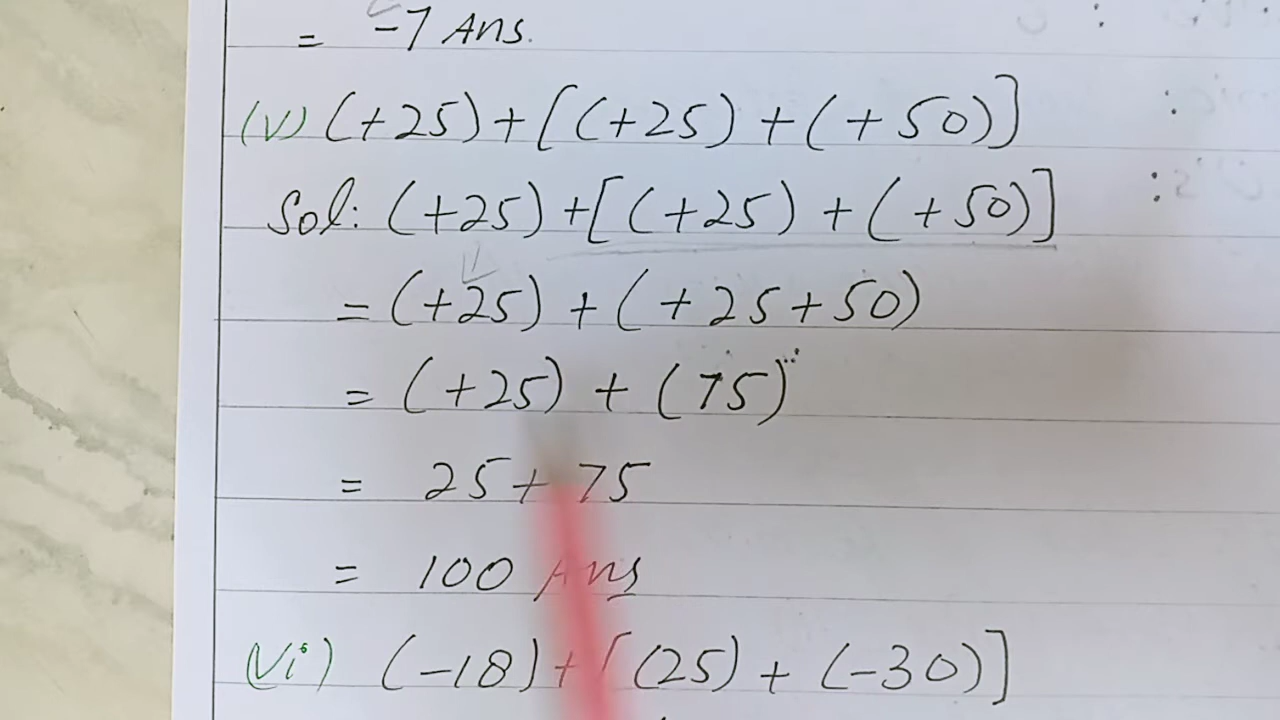 = -7 Ans.
(v) (+25)+[(+25)+(+50)]
Sol: (+25)+[(+25)+(+50)]
=(+25)+(+25+50)
=(+25)+(75)
= 25+75
= 100 Ans
(Vi) (-18)+[(25)+(-30)]